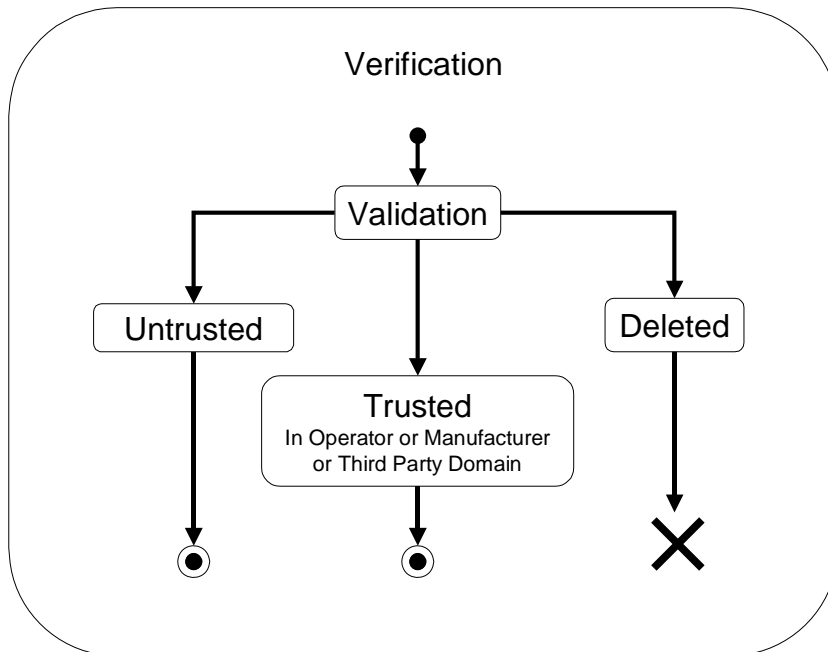 Verification
Validation
Untrusted
Deleted
Trusted
In Operator or Manufacturer
or Third Party Domain